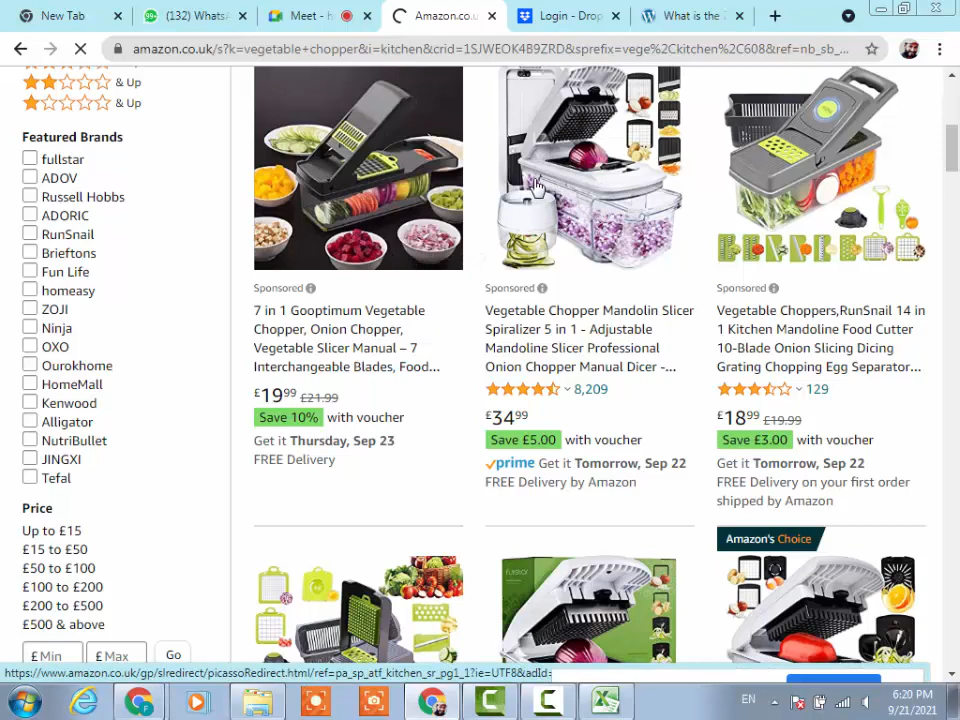 New Tab
(132) Whats
Meet - h
Amazon.co.u
Login - Drop
What is the
amazon.co.uk/s?k=vegetable+chopper&i=kitchen&crid=1SJWEOK4B9ZRD&sprefix=vege%2Ckitchen%2C608&ref=nb_sb_...
& Up
& Up
Featured Brands
fullstar
ADOV
Russell Hobbs
ADORIC
RunSnail
Brieftons
Fun Life
homeasy
ZOJI
Ninja
OXO
Ourokhome
HomeMall
Kenwood
Alligator
NutriBullet
JINGXI
Tefal
Price
Up to £15
£15 to £50
£50 to £100
£100 to £200
£200 to £500
£500 & above
£ Min
£ Max
Go
Sponsored
7 in 1 Gooptimum Vegetable
Chopper, Onion Chopper,
Vegetable Slicer Manual – 7
Interchangeable Blades, Food...
£19.99 £21.99
Save 10% with voucher
Get it Thursday, Sep 23
FREE Delivery
Sponsored
Vegetable Chopper Mandolin Slicer
Spiralizer 5 in 1 - Adjustable
Mandoline Slicer Professional
Onion Chopper Manual Dicer -...
8,209
£34.99
Save £5.00 with voucher
prime Get it Tomorrow, Sep 22
FREE Delivery by Amazon
Sponsored
Vegetable Choppers,RunSnail 14 in
1 Kitchen Mandoline Food Cutter
10-Blade Onion Slicing Dicing
Grating Chopping Egg Separator...
129
£18.99 £19.99
Save £3.00 with voucher
Get it Tomorrow, Sep 22
FREE Delivery on your first order
shipped by Amazon
Amazon's Choice
https://www.amazon.co.uk/gp/slredirect/picassoRedirect.html/ref=pa_sp_atf_kitchen_sr_pg1_1?ie=UTF8&adId=
EN
6:20 PM
9/21/2021